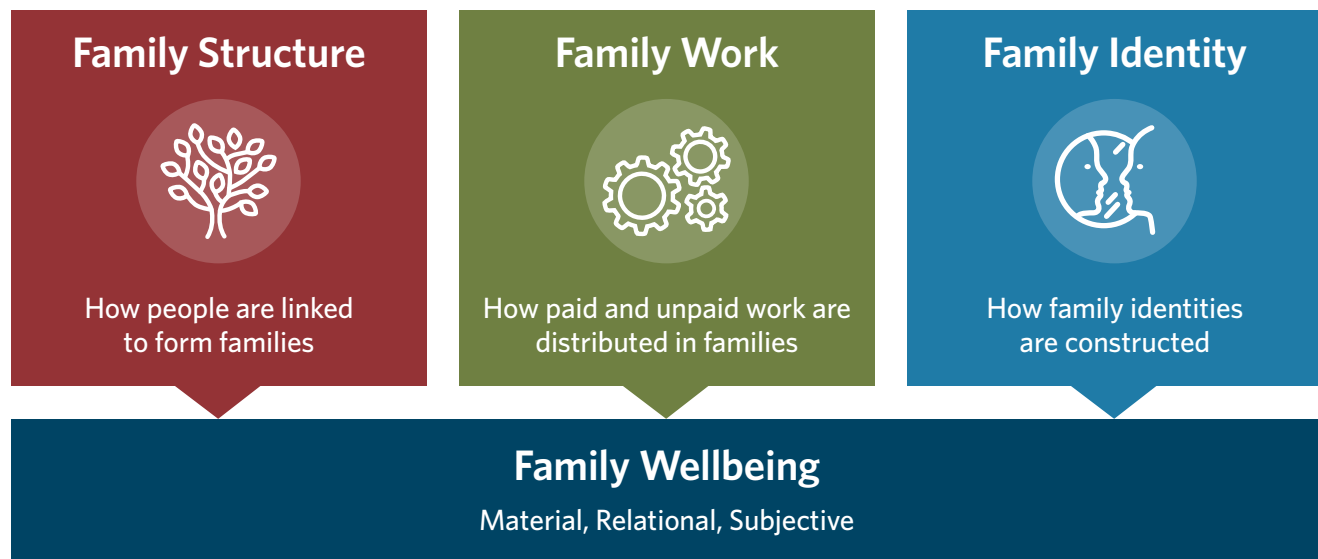 Family Structure
How people are linked
to form families
Family Work
How paid and unpaid work are
distributed in families
Family Identity
How family identities
are constructed
Family Wellbeing
Material, Relational, Subjective